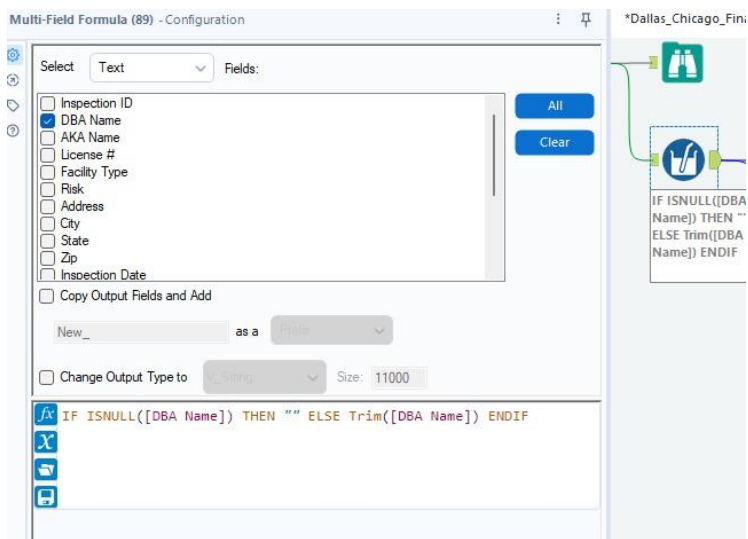 Multi-Field Formula (89) - Configuration
*Dallas_Chicago_Fina
Select Text Fields:
Inspection ID
DBA Name
AKA Name
License #
Facility Type
Risk
Address
City
State
Zip
Inspection Date
All
Clear
Copy Output Fields and Add
New_ as a Prefix
Change Output Type to V_String Size: 11000
fx IF ISNULL([DBA Name]) THEN "" ELSE Trim([DBA Name]) ENDIF
X
IF ISNULL([DBA
Name]) THEN ""
ELSE Trim([DBA
Name]) ENDIF